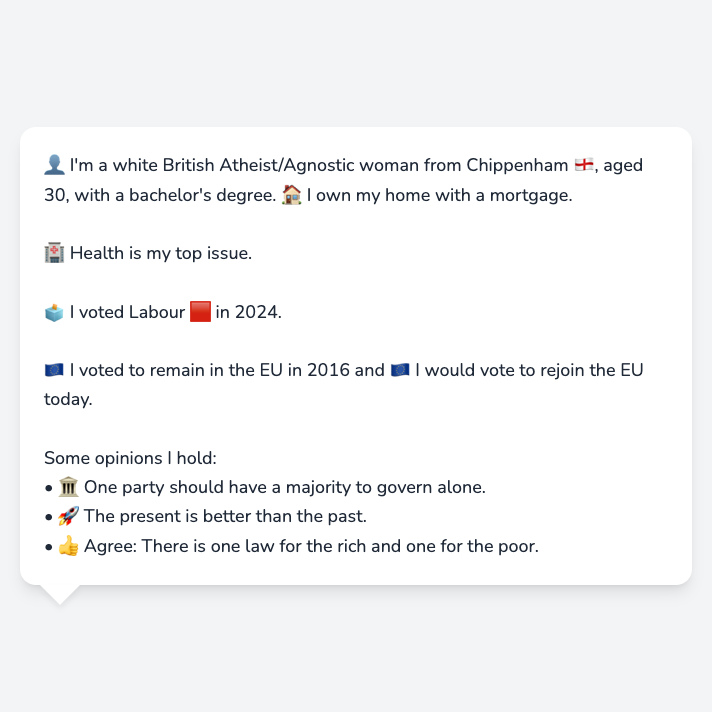 👤 I'm a white British Atheist/Agnostic woman from Chippenham 🏴󠁧󠁢󠁥󠁮󠁧󠁿, aged
30, with a bachelor's degree. 🏠 I own my home with a mortgage.
🏥 Health is my top issue.
🗳️ I voted Labour 🟥 in 2024.
🇪🇺 I voted to remain in the EU in 2016 and 🇪🇺 I would vote to rejoin the EU
today.
Some opinions I hold:
• 🏛️ One party should have a majority to govern alone.
• 🚀 The present is better than the past.
• 👍 Agree: There is one law for the rich and one for the poor.